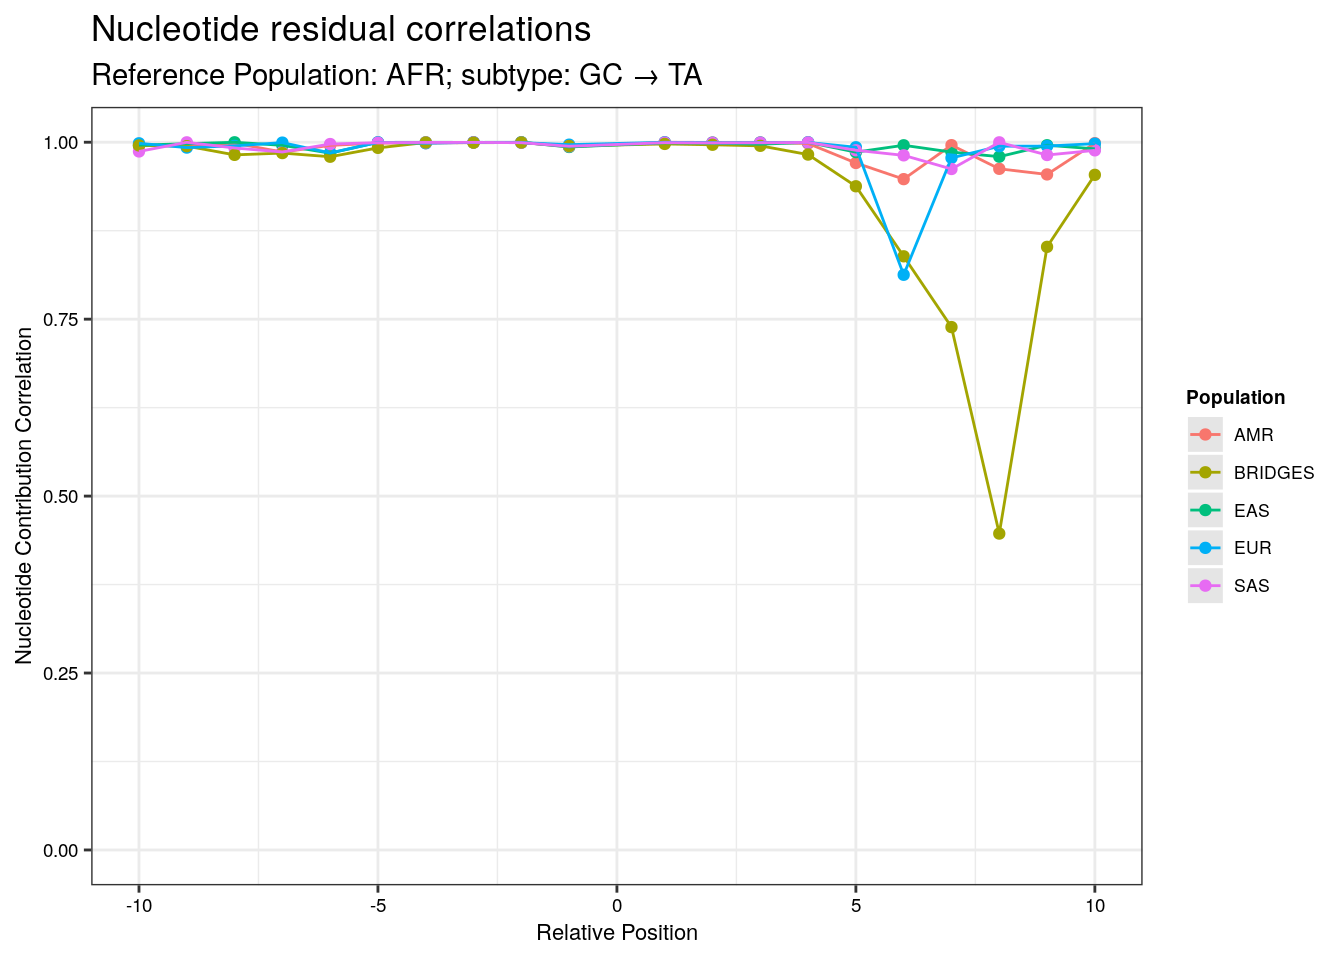 Nucleotide residual correlations
Reference Population: AFR; subtype: GC → TA
Nucleotide Contribution Correlation
1.00
0.75
0.50
0.25
0.00
-10
-5
0
5
10
Relative Position
Population
AMR
BRIDGES
EAS
EUR
SAS